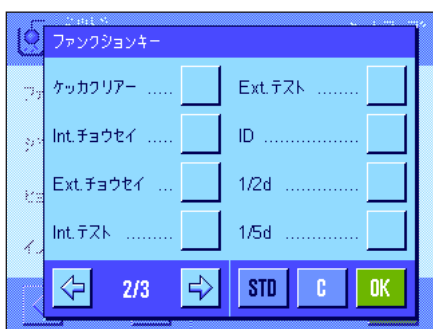 ファンクションキー
ケッカクリアー .....
Int.チョウセイ .....
Ext.チョウセイ ...
Int.テスト .........
Ext.テスト ........
ID ..................
1/2d ..............
1/5d ..............
2/3
STD
C
OK